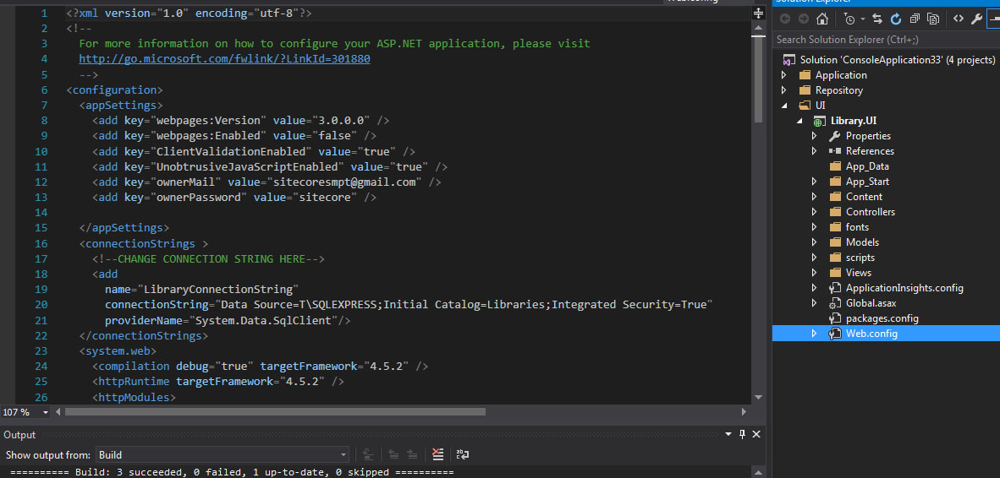 Solution Explorer
1 <?xml version="1.0" encoding="utf-8"?>
2 <!--
3 For more information on how to configure your ASP.NET application, please visit
4 http://go.microsoft.com/fwlink/?LinkId=301880
5 -->
6 <configuration>
7 <appSettings>
8 <add key="webpages:Version" value="3.0.0.0" />
9 <add key="webpages:Enabled" value="false" />
10 <add key="ClientValidationEnabled" value="true" />
11 <add key="UnobtrusiveJavaScriptEnabled" value="true" />
12 <add key="ownerMail" value="sitecoresmpt@gmail.com" />
13 <add key="ownerPassword" value="sitecore" />
14
15 </appSettings>
16 <connectionStrings >
17 <!--CHANGE CONNECTION STRING HERE-->
18 <add
19 name="LibraryConnectionString"
20 connectionString="Data Source=T\SQLEXPRESS;Initial Catalog=Libraries;Integrated Security=True"
21 providerName="System.Data.SqlClient"/>
22 </connectionStrings>
23 <system.web>
24 <compilation debug="true" targetFramework="4.5.2" />
25 <httpRuntime targetFramework="4.5.2" />
26 <httpModules>
107 %
Output
Show output from: Build
========== Build: 3 succeeded, 0 failed, 1 up-to-date, 0 skipped ==========
Search Solution Explorer (Ctrl+;)
Solution 'ConsoleApplication33' (4 projects)
Application
Repository
UI
Library.UI
Properties
References
App_Data
App_Start
Content
Controllers
fonts
Models
scripts
Views
ApplicationInsights.config
Global.asax
packages.config
Web.config